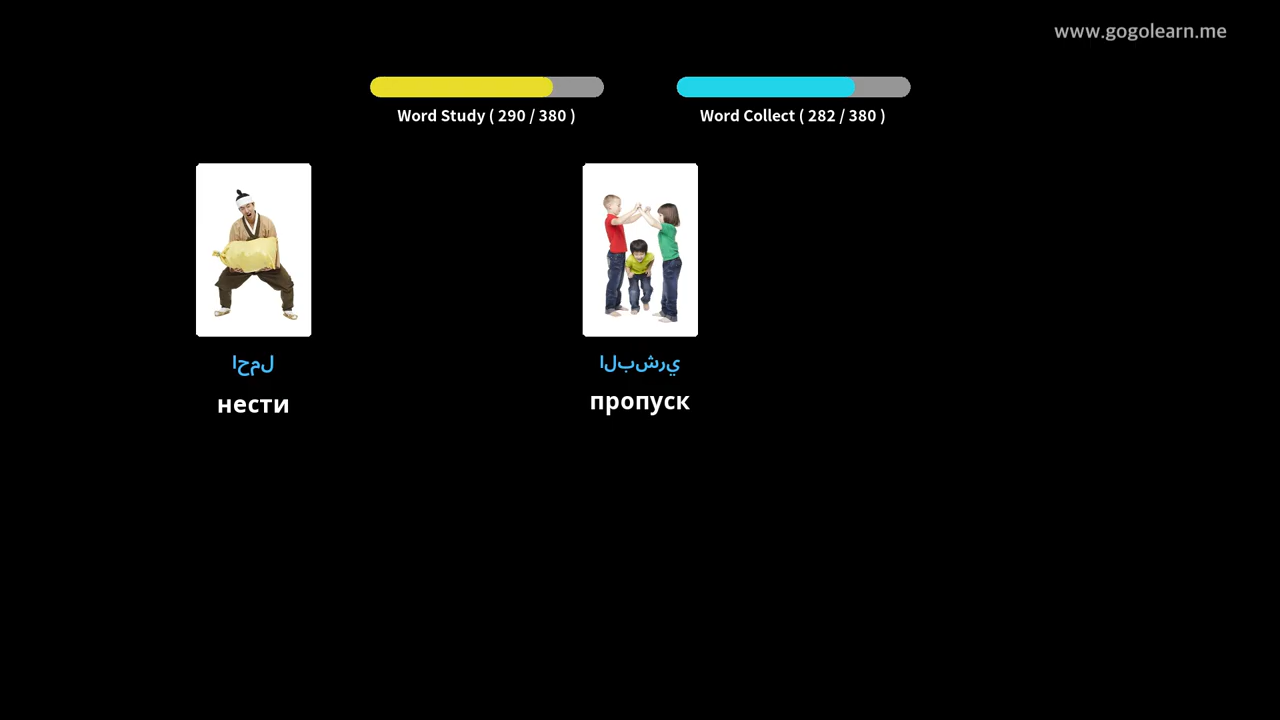 www.gogolearn.me
Word Study ( 290 / 380 )
Word Collect ( 282 / 380 )
احمل
البشري
нести
пропуск